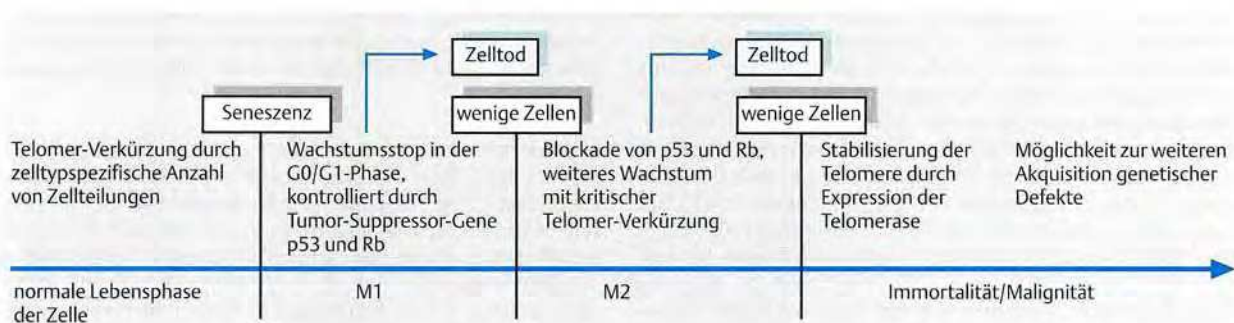 Zelltod
Zelltod
Seneszenz
wenige Zellen
wenige Zellen
Telomer-Verkürzung durch
zelltypspezifische Anzahl
von Zellteilungen
Wachstumsstop in der
G0/G1-Phase,
kontrolliert durch
Tumor-Suppressor-Gene
p53 und Rb
Blockade von p53 und Rb,
weiteres Wachstum
mit kritischer
Telomer-Verkürzung
Stabilisierung der
Telomere durch
Expression der
Telomerase
Möglichkeit zur weiteren
Akquisition genetischer
Defekte
normale Lebensphase
der Zelle
M1
M2
Immortalität/Malignität